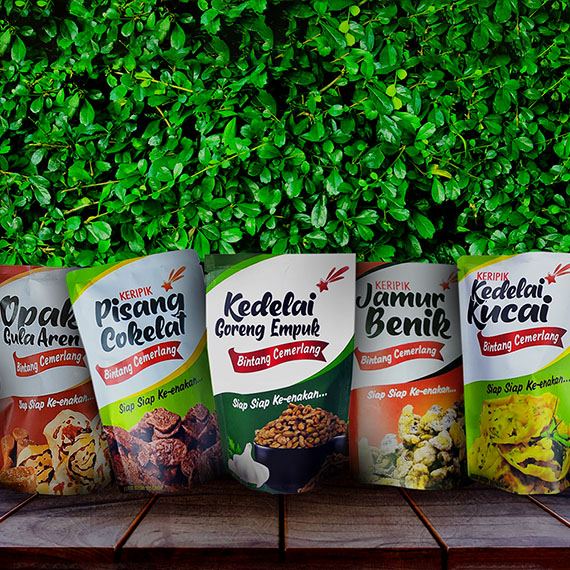 Opak
Gula Aren
Bintang Cemerlang
Siap Siap Ke-enakan...
KERIPIK
Pisang
Cokelat
Bintang Cemerlang
Siap Siap Ke-enakan...
Kedelai
Goreng Empuk
Bintang Cemerlang
Siap Siap Ke-enakan...
KERIPIK
Jamur
Benik
Bintang Cemerlang
Siap Siap Ke-enakan...
KERIPIK
Kedelai
Kucai
Bintang Cemerlang
Siap Siap Ke-enakan...